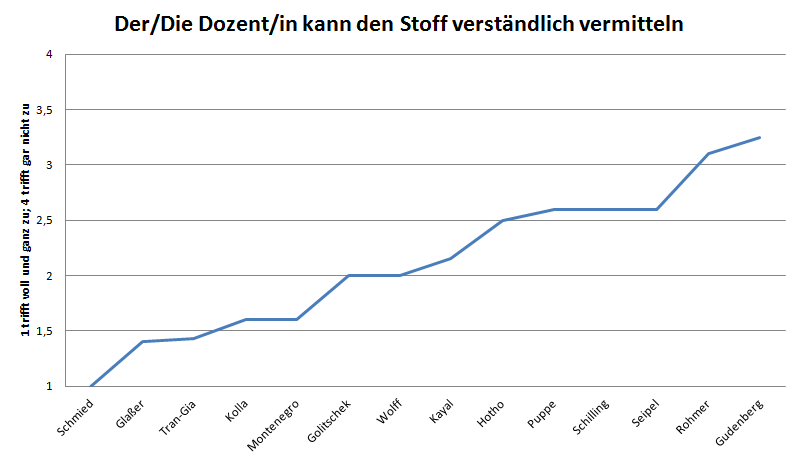 Der/Die Dozent/in kann den Stoff verständlich vermitteln
1 trifft voll und ganz zu; 4 trifft gar nicht zu
4
3,5
3
2,5
2
1,5
1
Schmied
Glaßer
Tran-Gia
Kolla
Montenegro
Golitschek
Wolff
Kayal
Hotho
Puppe
Schilling
Seipel
Rohmer
Gudenberg